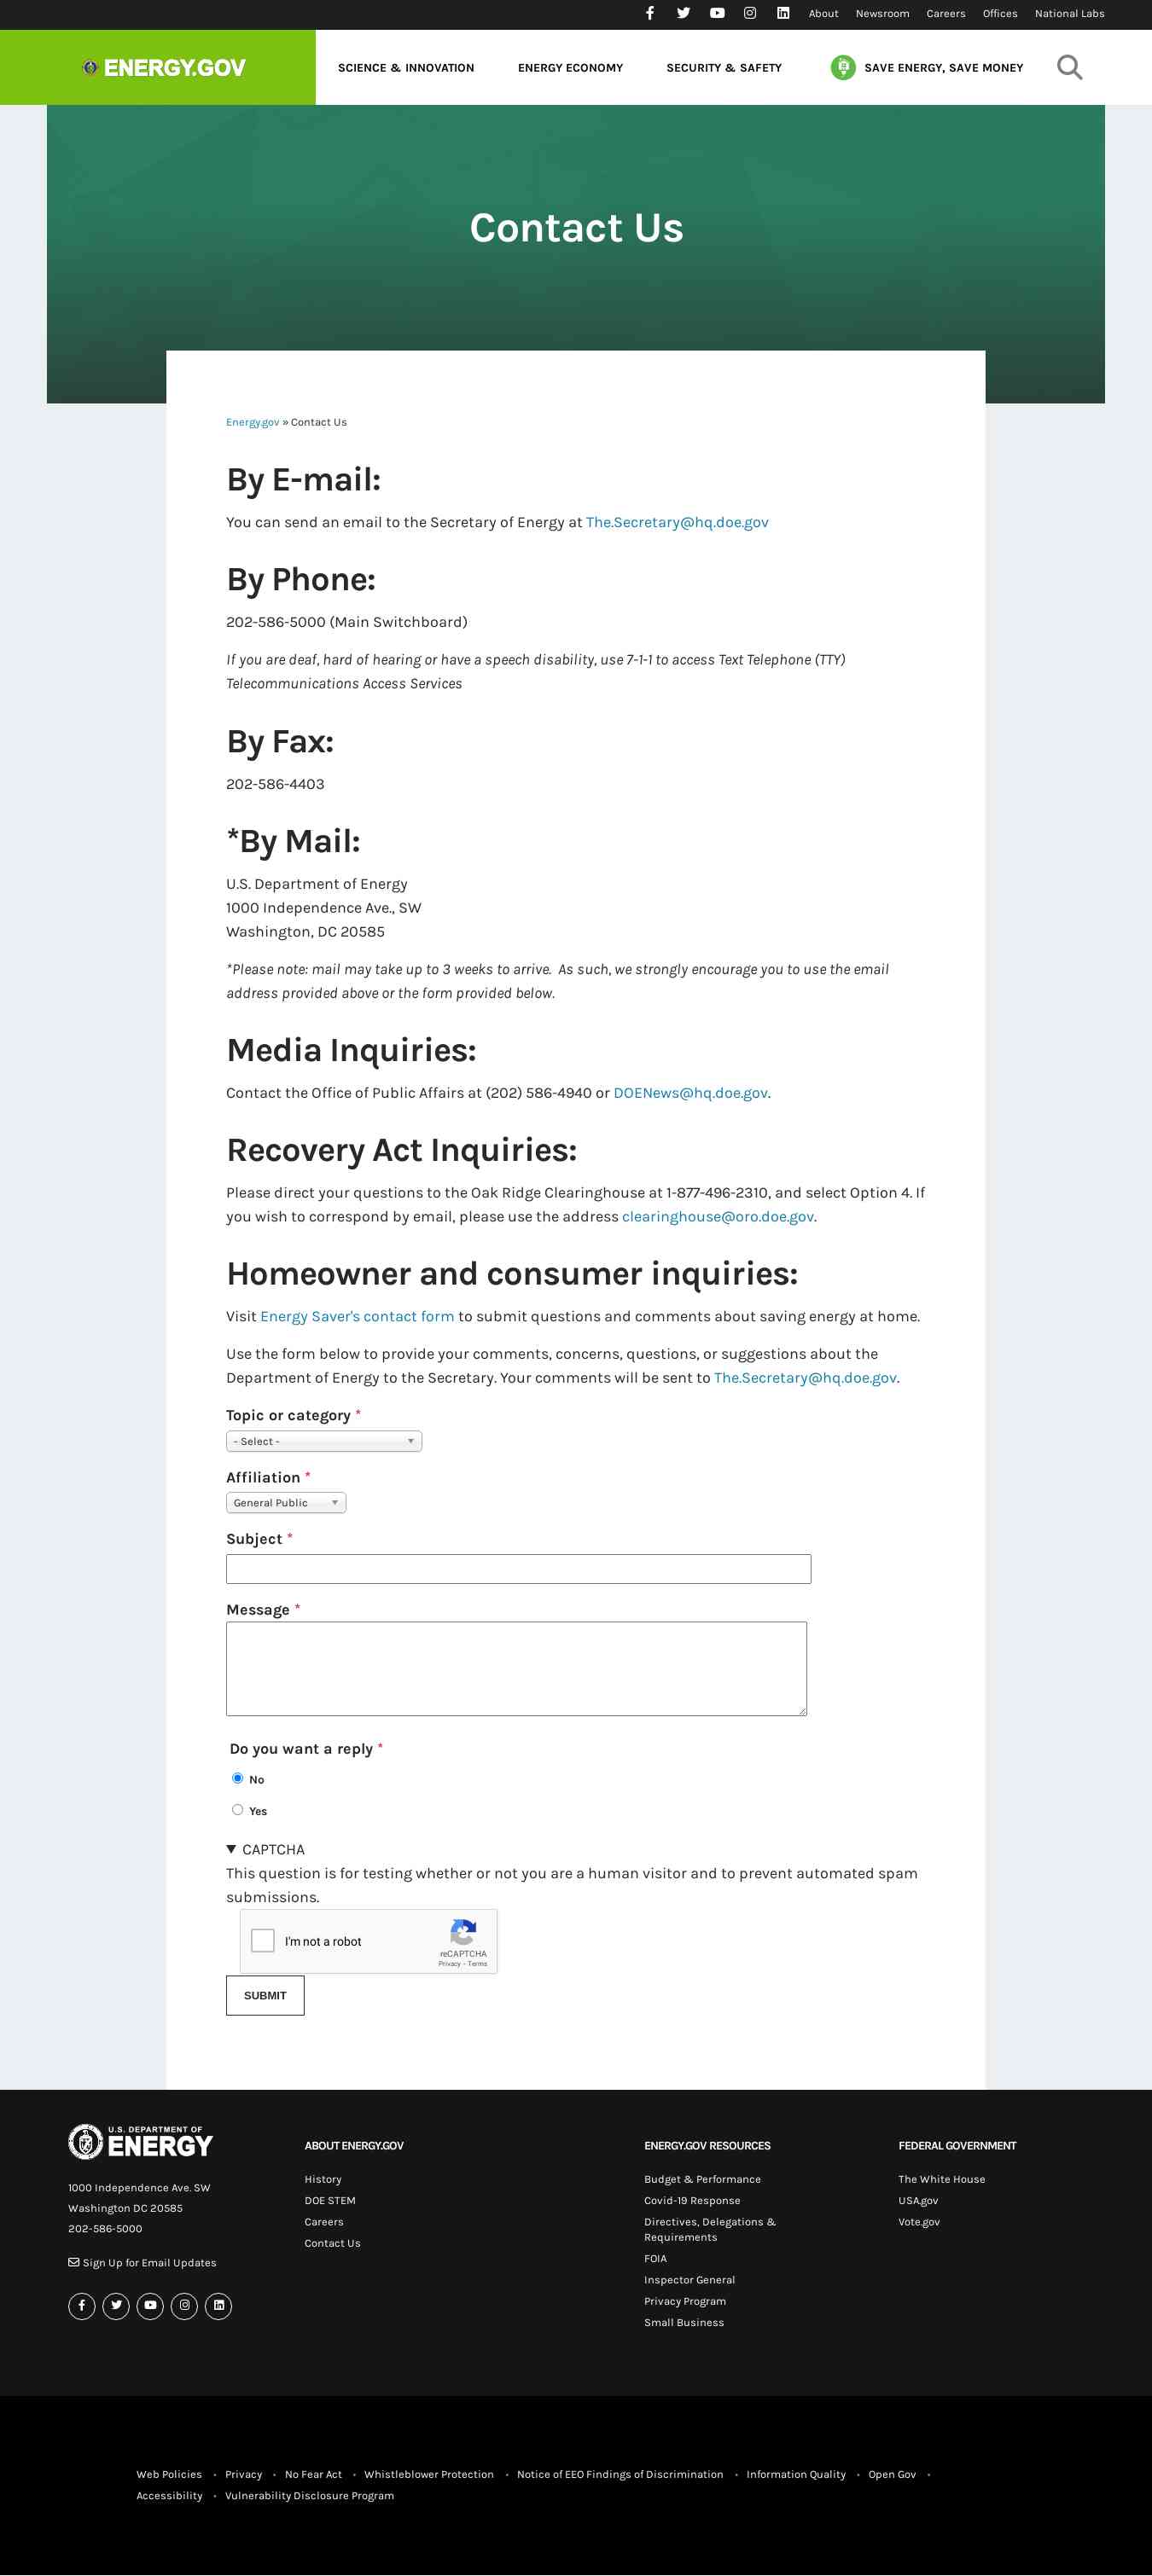 About Newsroom Careers Offices National Labs
ENERGY.GOV
SCIENCE & INNOVATION ENERGY ECONOMY SECURITY & SAFETY SAVE ENERGY, SAVE MONEY
Contact Us
Energy.gov » Contact Us
By E-mail:
You can send an email to the Secretary of Energy at The.Secretary@hq.doe.gov
By Phone:
202-586-5000 (Main Switchboard)
If you are deaf, hard of hearing or have a speech disability, use 7-1-1 to access Text Telephone (TTY)
Telecommunications Access Services
By Fax:
202-586-4403
*By Mail:
U.S. Department of Energy
1000 Independence Ave., SW
Washington, DC 20585
*Please note: mail may take up to 3 weeks to arrive.  As such, we strongly encourage you to use the email
address provided above or the form provided below.
Media Inquiries:
Contact the Office of Public Affairs at (202) 586-4940 or DOENews@hq.doe.gov.
Recovery Act Inquiries:
Please direct your questions to the Oak Ridge Clearinghouse at 1-877-496-2310, and select Option 4. If
you wish to correspond by email, please use the address clearinghouse@oro.doe.gov.
Homeowner and consumer inquiries:
Visit Energy Saver's contact form to submit questions and comments about saving energy at home.
Use the form below to provide your comments, concerns, questions, or suggestions about the
Department of Energy to the Secretary. Your comments will be sent to The.Secretary@hq.doe.gov.
Topic or category *
- Select -
Affiliation *
General Public
Subject *
Message *
Do you want a reply *
No
Yes
CAPTCHA
This question is for testing whether or not you are a human visitor and to prevent automated spam
submissions.
I'm not a robot
reCAPTCHA
Privacy - Terms
SUBMIT
U.S. DEPARTMENT OF
ENERGY
1000 Independence Ave. SW
Washington DC 20585
202-586-5000
Sign Up for Email Updates
ABOUT ENERGY.GOV
History
DOE STEM
Careers
Contact Us
ENERGY.GOV RESOURCES
Budget & Performance
Covid-19 Response
Directives, Delegations &
Requirements
FOIA
Inspector General
Privacy Program
Small Business
FEDERAL GOVERNMENT
The White House
USA.gov
Vote.gov
Web Policies • Privacy • No Fear Act • Whistleblower Protection • Notice of EEO Findings of Discrimination • Information Quality • Open Gov •
Accessibility • Vulnerability Disclosure Program